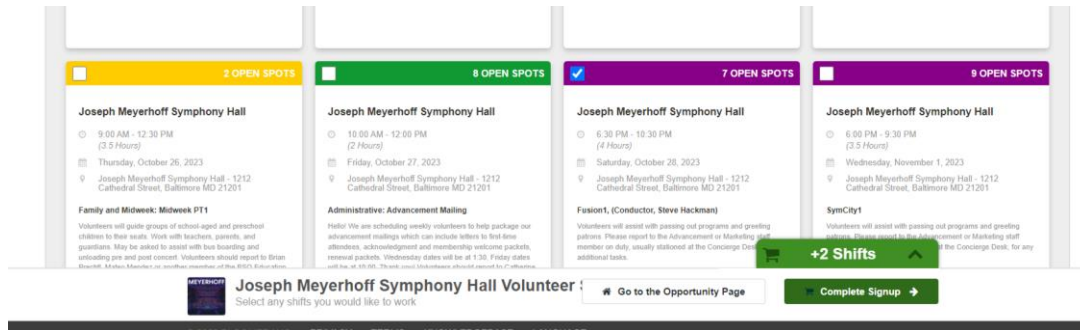 2 OPEN SPOTS
Joseph Meyerhoff Symphony Hall
9:00 AM - 12:30 PM
(3.5 Hours)
Thursday, October 26, 2023
Joseph Meyerhoff Symphony Hall - 1212
Cathedral Street, Baltimore MD 21201
Family and Midweek: Midweek PT1
Volunteers will guide groups of school-aged and preschool
children to their seats. Work with teachers, parents, and
guardians. May be asked to assist with bus boarding and
unloading pre and post concert. Volunteers should report to Brian
8 OPEN SPOTS
Joseph Meyerhoff Symphony Hall
10:00 AM - 12:00 PM
(2 Hours)
Friday, October 27, 2023
Joseph Meyerhoff Symphony Hall - 1212
Cathedral Street, Baltimore MD 21201
Administrative: Advancement Mailing
Hello! We are scheduling weekly volunteers to help package our
advancement mailings which can include letters to first-time
attendees, acknowledgment and membership welcome packets,
renewal packets. Wednesday dates will be at 1:30. Friday dates
7 OPEN SPOTS
Joseph Meyerhoff Symphony Hall
6:30 PM - 10:30 PM
(4 Hours)
Saturday, October 28, 2023
Joseph Meyerhoff Symphony Hall - 1212
Cathedral Street, Baltimore MD 21201
Fusion1, (Conductor, Steve Hackman)
Volunteers will assist with passing out programs and greeting
patrons. Please report to the Advancement or Marketing staff
member on duty, usually stationed at the Concierge
additional tasks.
9 OPEN SPOTS
Joseph Meyerhoff Symphony Hall
6:00 PM - 9:30 PM
(3.5 Hours)
Wednesday, November 1, 2023
Joseph Meyerhoff Symphony Hall - 1212
Cathedral Street, Baltimore MD 21201
SymCity1
Volunteers will assist with passing out programs and greeting
patrons. Please report to the Advancement or Marketing staff
at the Concierge Desk, for any
+2 Shifts
MEYERHOFF
Joseph Meyerhoff Symphony Hall Volunteer
Select any shifts you would like to work
Go to the Opportunity Page
Complete Signup